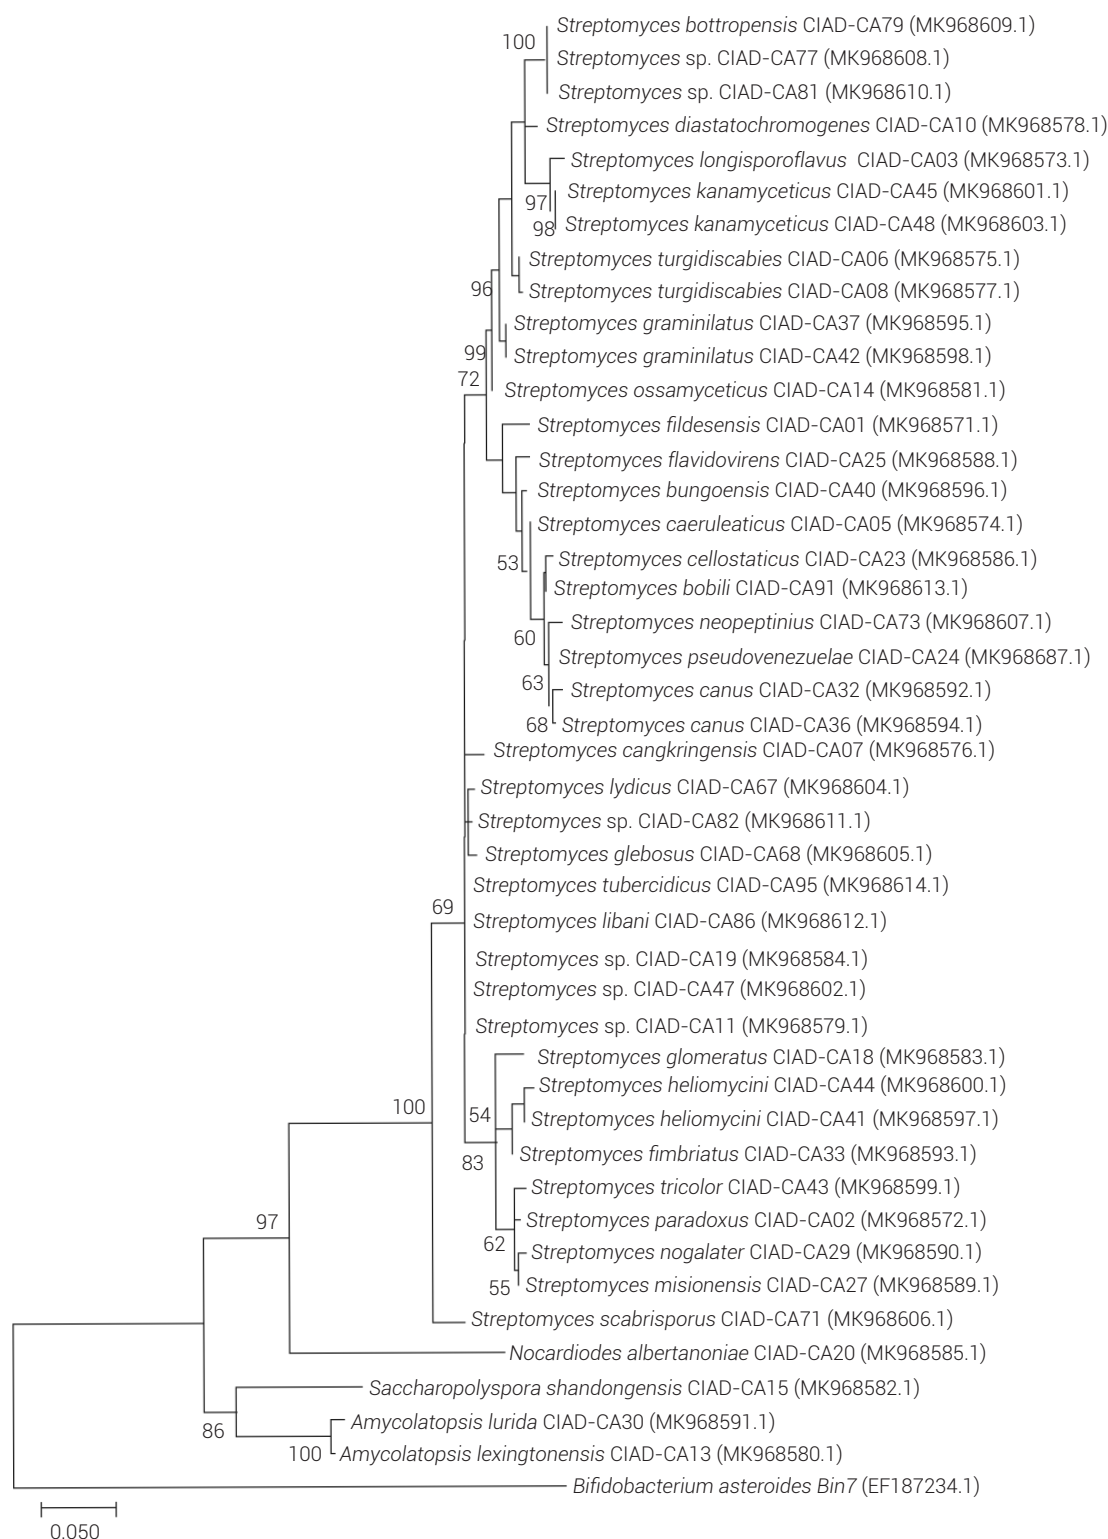 Streptomyces bottropensis CIAD-CA79 (MK968609.1)
100
Streptomyces sp. CIAD-CA77 (MK968608.1)
Streptomyces sp. CIAD-CA81 (MK968610.1)
Streptomyces diastatochromogenes CIAD-CA10 (MK968578.1)
Streptomyces longisporoflavus CIAD-CA03 (MK968573.1)
Streptomyces kanamyceticus CIAD-CA45 (MK968601.1)
97
Streptomyces kanamyceticus CIAD-CA48 (MK968603.1)
98
Streptomyces turgidiscabies CIAD-CA06 (MK968575.1)
96
Streptomyces turgidiscabies CIAD-CA08 (MK968577.1)
Streptomyces graminilatus CIAD-CA37 (MK968595.1)
99
Streptomyces graminilatus CIAD-CA42 (MK968598.1)
72
Streptomyces ossamyceticus CIAD-CA14 (MK968581.1)
Streptomyces fildesensis CIAD-CA01 (MK968571.1)
Streptomyces flavidovirens CIAD-CA25 (MK968588.1)
Streptomyces bungoensis CIAD-CA40 (MK968596.1)
Streptomyces caeruleaticus CIAD-CA05 (MK968574.1)
53
Streptomyces cellostaticus CIAD-CA23 (MK968586.1)
Streptomyces bobili CIAD-CA91 (MK968613.1)
Streptomyces neopeptinius CIAD-CA73 (MK968607.1)
60
Streptomyces pseudovenezuelae CIAD-CA24 (MK968687.1)
63
Streptomyces canus CIAD-CA32 (MK968592.1)
68
Streptomyces canus CIAD-CA36 (MK968594.1)
Streptomyces cangkringensis CIAD-CA07 (MK968576.1)
Streptomyces lydicus CIAD-CA67 (MK968604.1)
Streptomyces sp. CIAD-CA82 (MK968611.1)
Streptomyces glebosus CIAD-CA68 (MK968605.1)
Streptomyces tubercidicus CIAD-CA95 (MK968614.1)
69
Streptomyces libani CIAD-CA86 (MK968612.1)
Streptomyces sp. CIAD-CA19 (MK968584.1)
Streptomyces sp. CIAD-CA47 (MK968602.1)
Streptomyces sp. CIAD-CA11 (MK968579.1)
Streptomyces glomeratus CIAD-CA18 (MK968583.1)
Streptomyces heliomycini CIAD-CA44 (MK968600.1)
100
54
Streptomyces heliomycini CIAD-CA41 (MK968597.1)
Streptomyces fimbriatus CIAD-CA33 (MK968593.1)
83
Streptomyces tricolor CIAD-CA43 (MK968599.1)
97
Streptomyces paradoxus CIAD-CA02 (MK968572.1)
62
Streptomyces nogalater CIAD-CA29 (MK968590.1)
55
Streptomyces misionensis CIAD-CA27 (MK968589.1)
Streptomyces scabrisporus CIAD-CA71 (MK968606.1)
Nocardiodes albertanoniae CIAD-CA20 (MK968585.1)
Saccharopolyspora shandongensis CIAD-CA15 (MK968582.1)
86
Amycolatopsis lurida CIAD-CA30 (MK968591.1)
100
Amycolatopsis lexingtonensis CIAD-CA13 (MK968580.1)
Bifidobacterium asteroides Bin7 (EF187234.1)
0.050